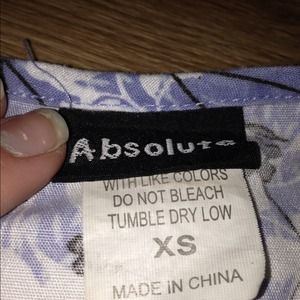 Absolute
WITH LIKE COLORS
DO NOT BLEACH
TUMBLE DRY LOW
XS
MADE IN CHINA